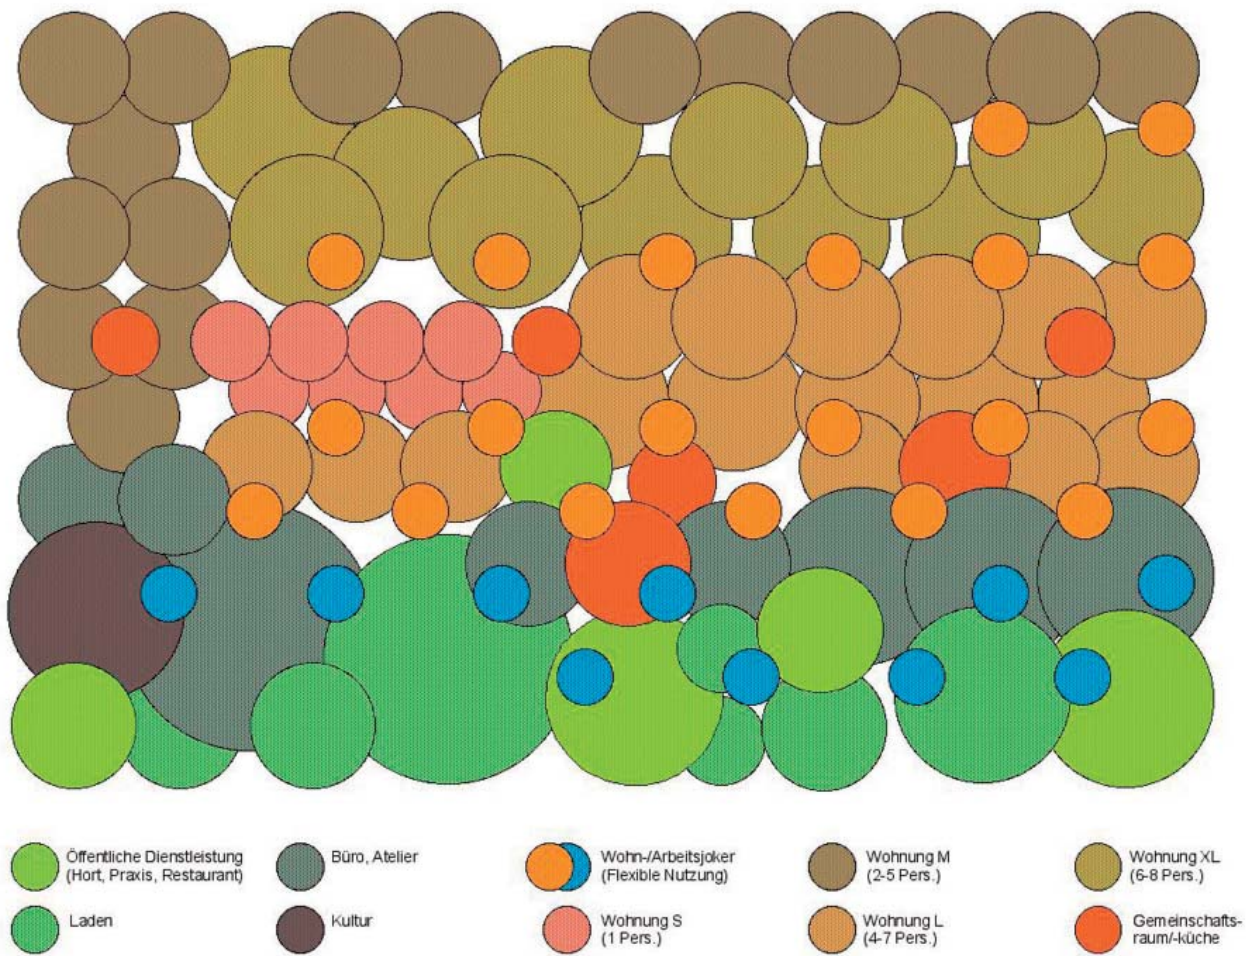 Öffentliche Dienstleistung
(Hort, Praxis, Restaurant)
Büro, Atelier
Wohn-/Arbeitsjoker
(Flexible Nutzung)
Wohnung M
(2-5 Pers.)
Wohnung XL
(6-8 Pers.)
Laden
Kultur
Wohnung S
(1 Pers.)
Wohnung L
(4-7 Pers.)
Gemeinschafts-
raum/-küche